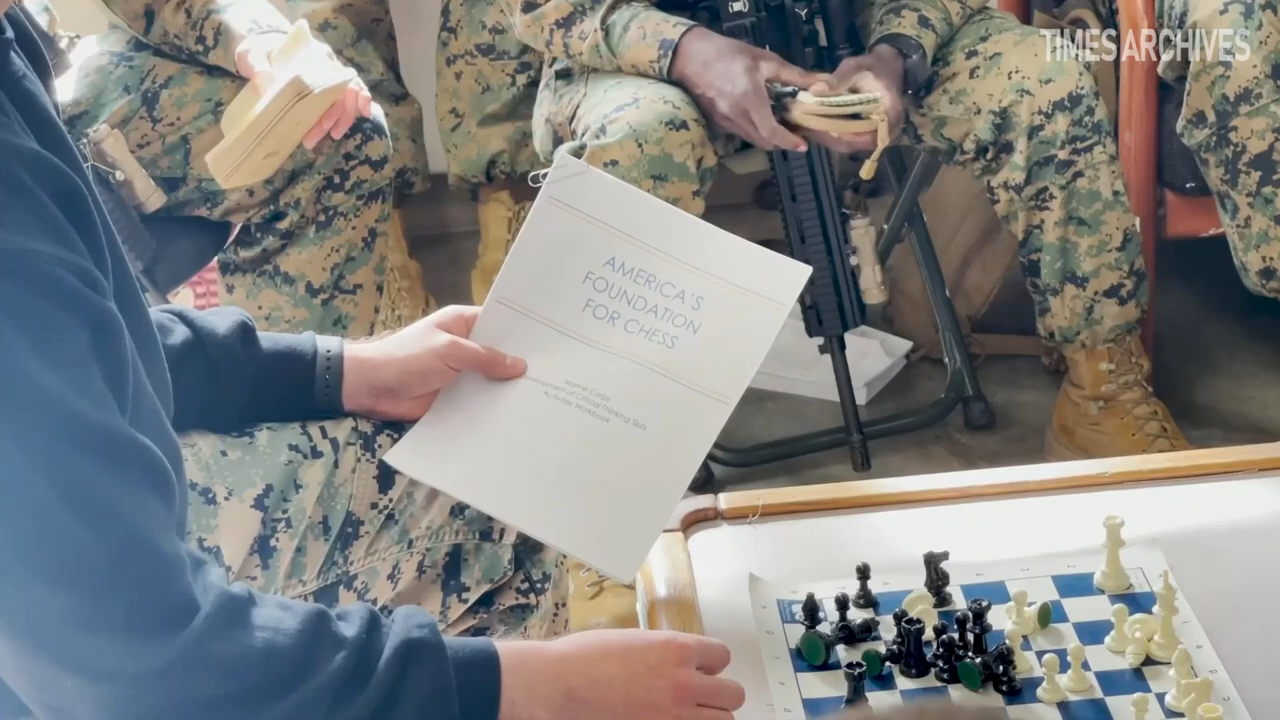 TIMES ARCHIVES
AMERICA'S
FOUNDATION
FOR CHESS
Marine Corps
Development of Critical Thinking Skills
Activities Workbook